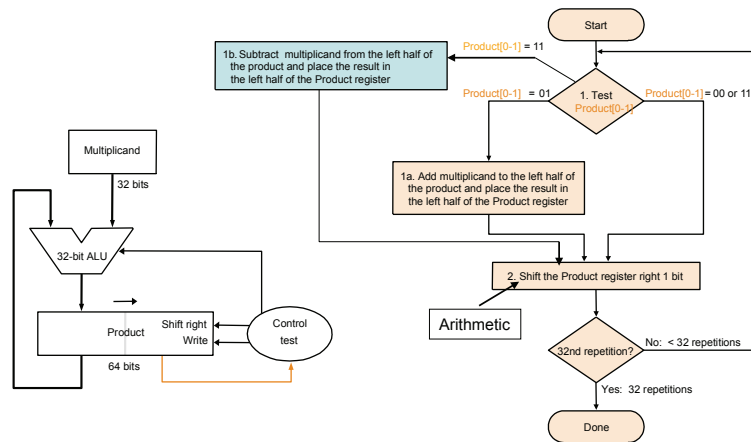 Start
Product[0-1] = 11
1b. Subtract multiplicand from the left half of
the product and place the result in
the left half of the Product register
Product[0-1] = 01
1. Test
Product[0-1]
Product[0-1] = 00 or 11
Multiplicand
32 bits
1a. Add multiplicand to the left half of
the product and place the result in
the left half of the Product register
32-bit ALU
2. Shift the Product register right 1 bit
Arithmetic
Product
Shift right
Write
Control
test
64 bits
32nd repetition?
No: < 32 repetitions
Yes: 32 repetitions
Done